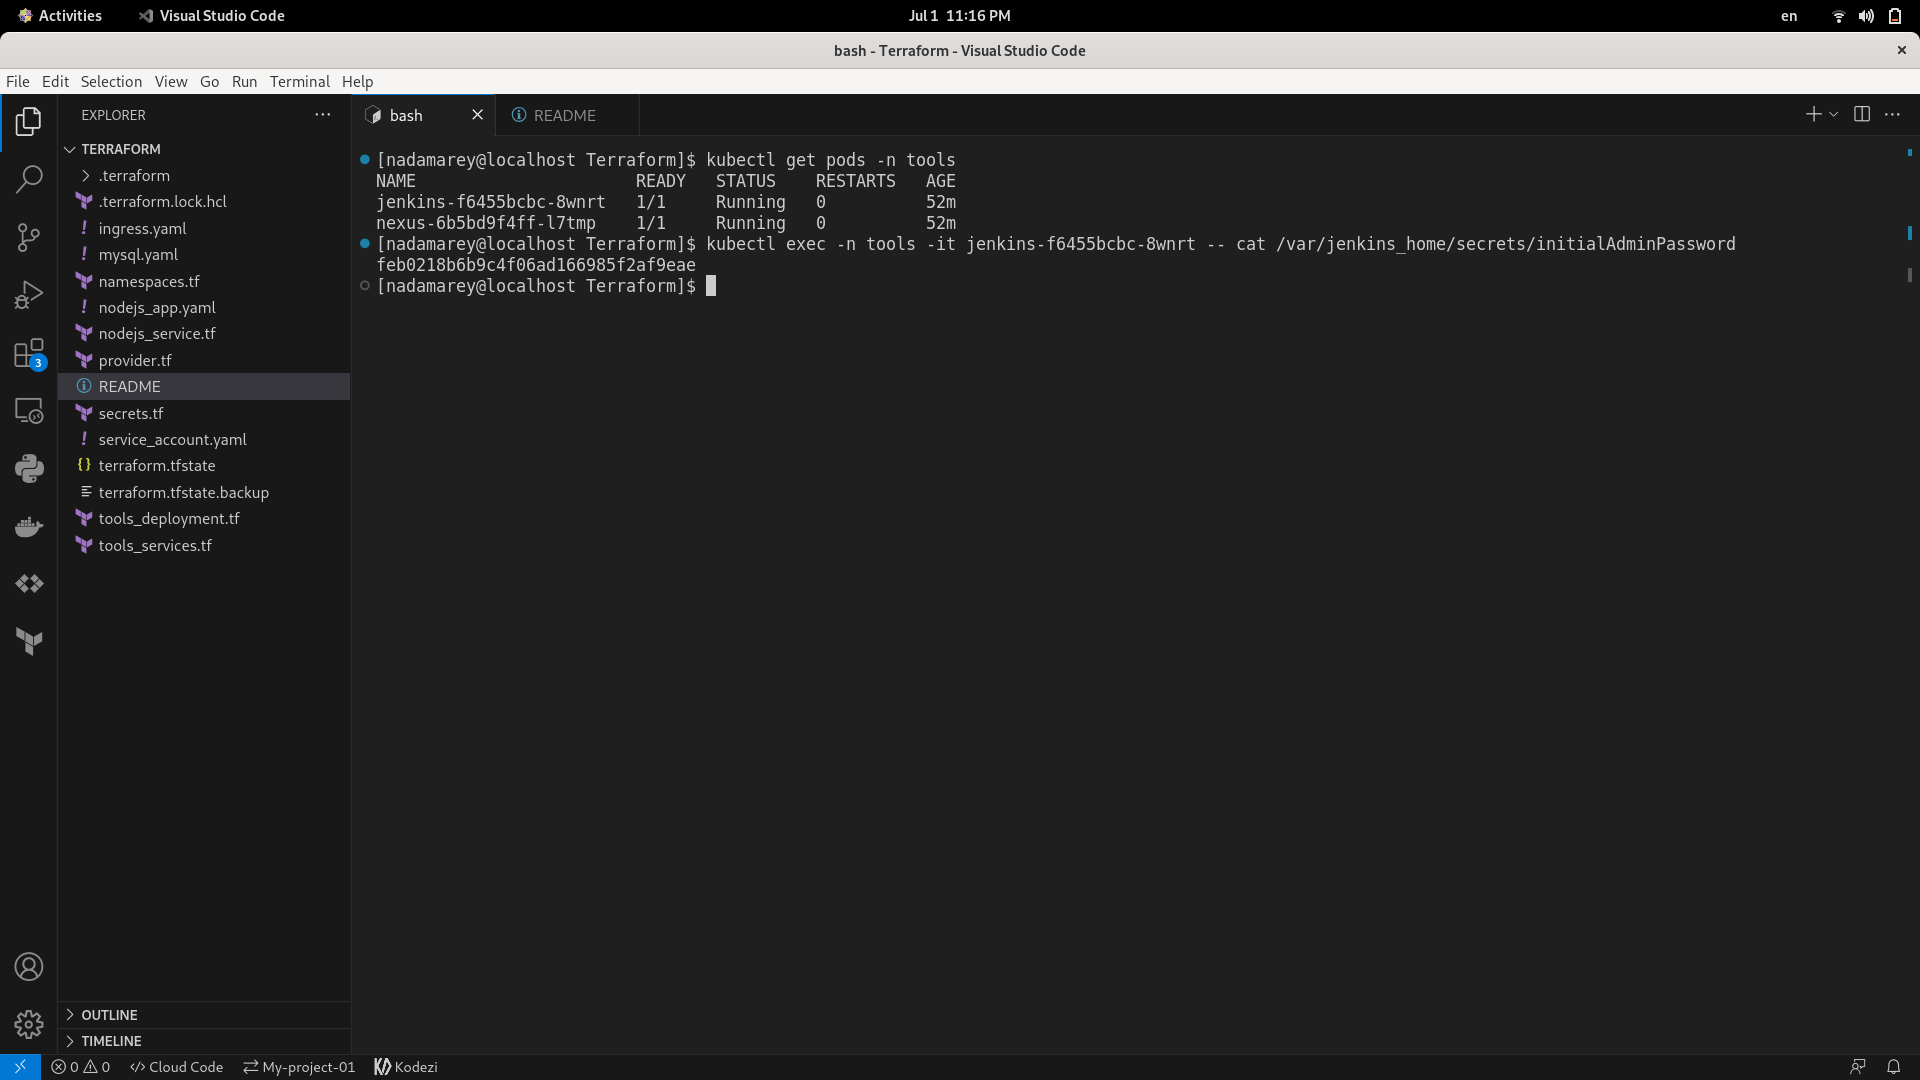 Activities
Visual Studio Code
Jul 1 11:16 PM
en
bash - Terraform - Visual Studio Code
File Edit Selection View Go Run Terminal Help
EXPLORER
TERRAFORM
.terraform
.terraform.lock.hcl
ingress.yaml
mysql.yaml
namespaces.tf
nodejs_app.yaml
nodejs_service.tf
provider.tf
README
secrets.tf
service_account.yaml
terraform.tfstate
terraform.tfstate.backup
tools_deployment.tf
tools_services.tf
3
OUTLINE
TIMELINE
bash
README
[nadamarey@localhost Terraform]$ kubectl get pods -n tools
NAME READY STATUS RESTARTS AGE
jenkins-f6455bcbc-8wnrt 1/1 Running 0 52m
nexus-6b5bd9f4ff-l7tmp 1/1 Running 0 52m
[nadamarey@localhost Terraform]$ kubectl exec -n tools -it jenkins-f6455bcbc-8wnrt -- cat /var/jenkins_home/secrets/initialAdminPassword
feb0218b6b9c4f06ad166985f2af9eae
[nadamarey@localhost Terraform]$
0 0 Cloud Code My-project-01 Kodezi